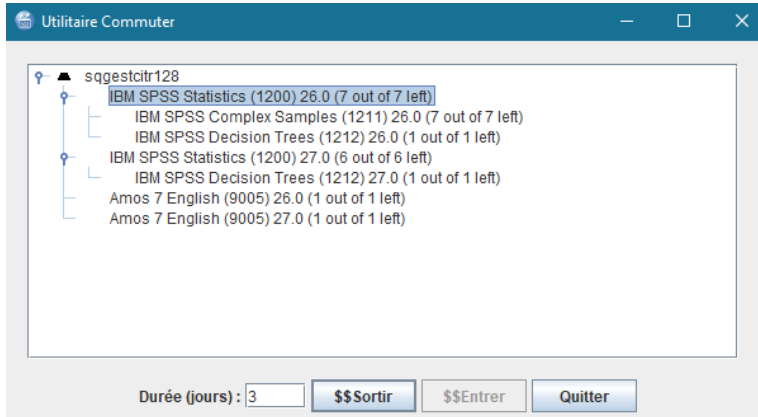 Utilitaire Commuter
sqgestcitr128
IBM SPSS Statistics (1200) 26.0 (7 out of 7 left)
IBM SPSS Complex Samples (1211) 26.0 (7 out of 7 left)
IBM SPSS Decision Trees (1212) 26.0 (1 out of 1 left)
IBM SPSS Statistics (1200) 27.0 (6 out of 6 left)
IBM SPSS Decision Trees (1212) 27.0 (1 out of 1 left)
Amos 7 English (9005) 26.0 (1 out of 1 left)
Amos 7 English (9005) 27.0 (1 out of 1 left)
Durée (jours) : 3 $$Sortir $$Entrer Quitter